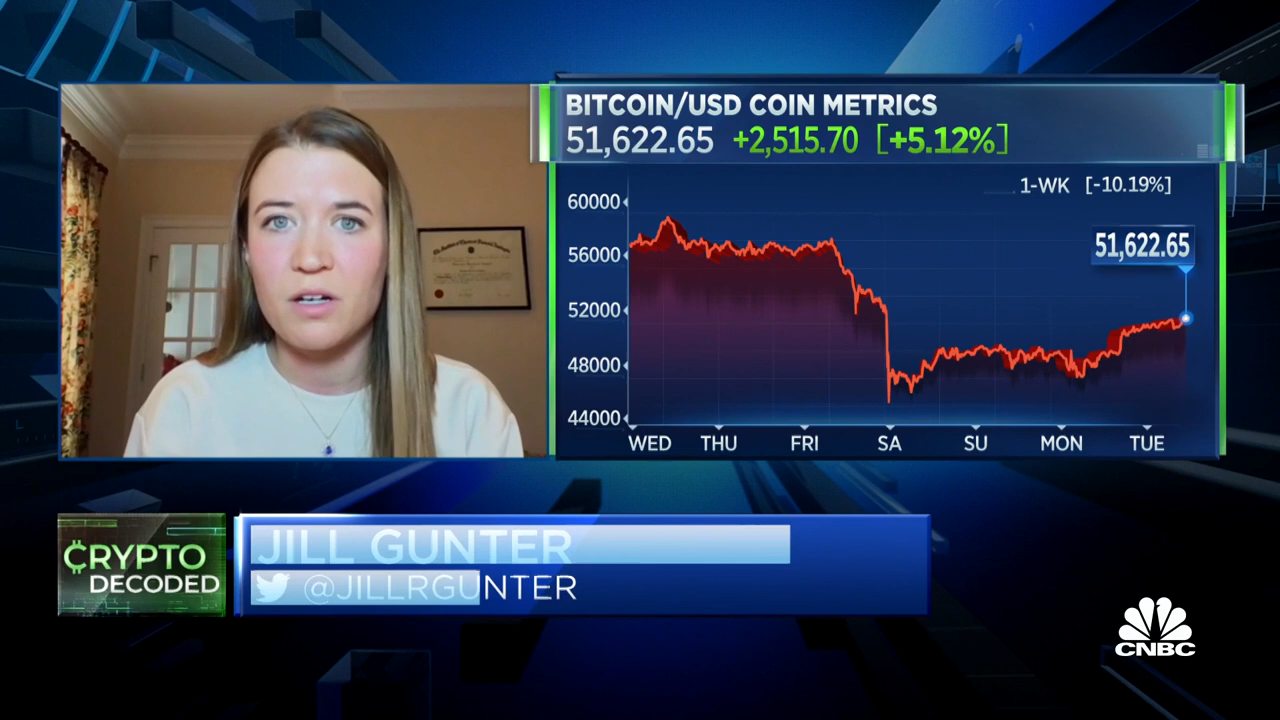 BITCOIN/USD COIN METRICS
51,622.65 +2,515.70 [+5.12%]
1-WK [-10.19%]
60000
56000
52000
48000
44000
51,622.65
WED THU FRI SA SU MON TUE
CRYPTO
DECODED
JILL GUNTER
@JILLRGUNTER
CNBC